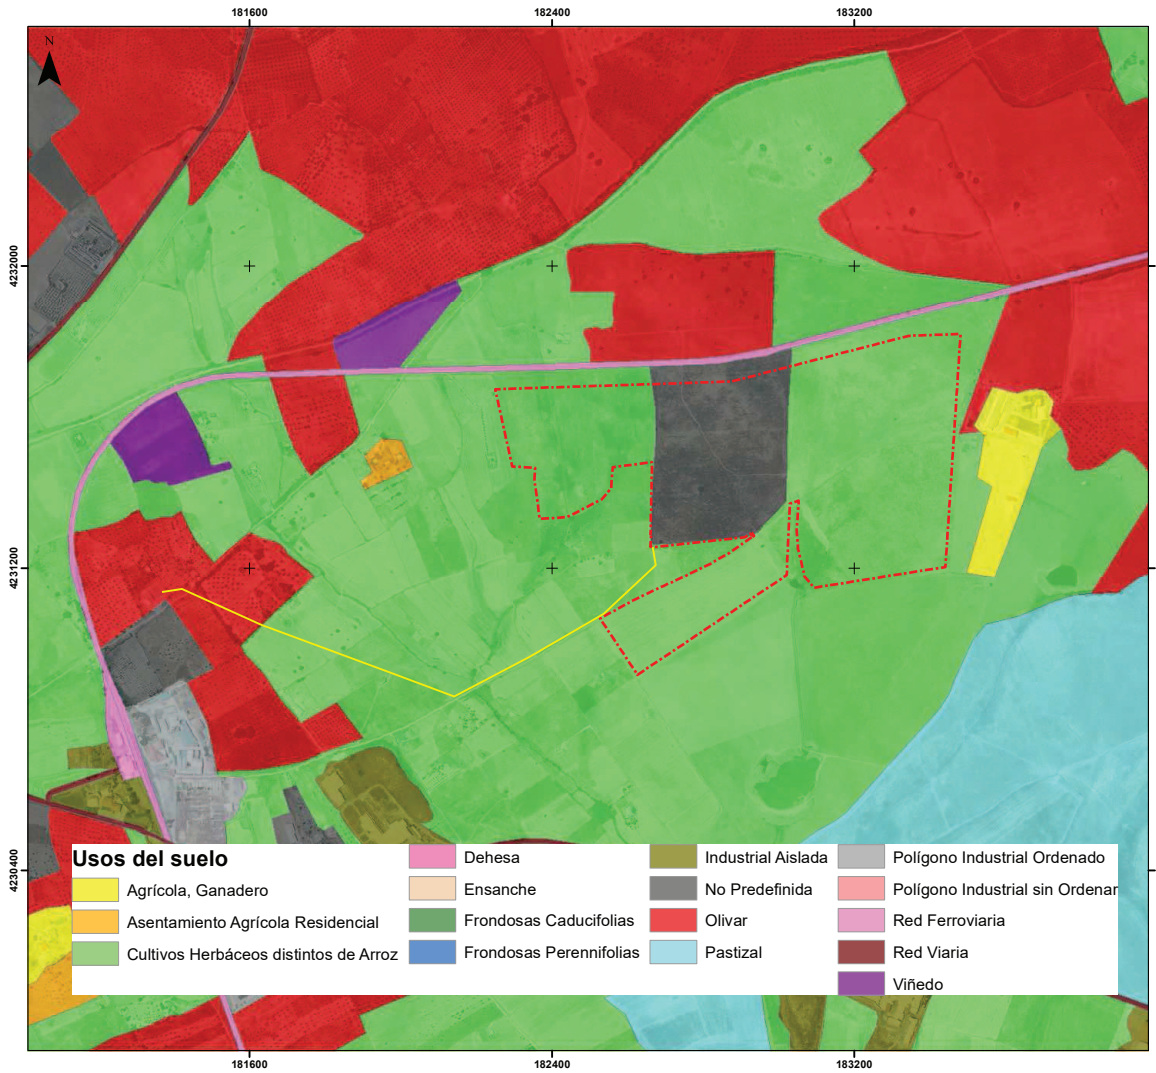 181600 182400 183200
N
4232000
4231200
4230400
Usos del suelo
Agrícola, Ganadero
Asentamiento Agrícola Residencial
Cultivos Herbáceos distintos de Arroz
Dehesa
Ensanche
Frondosas Caducifolias
Frondosas Perennifolias
Industrial Aislada
No Predefinida
Olivar
Pastizal
Polígono Industrial Ordenado
Polígono Industrial sin Ordenar
Red Ferroviaria
Red Viaria
Viñedo
181600 182400 183200